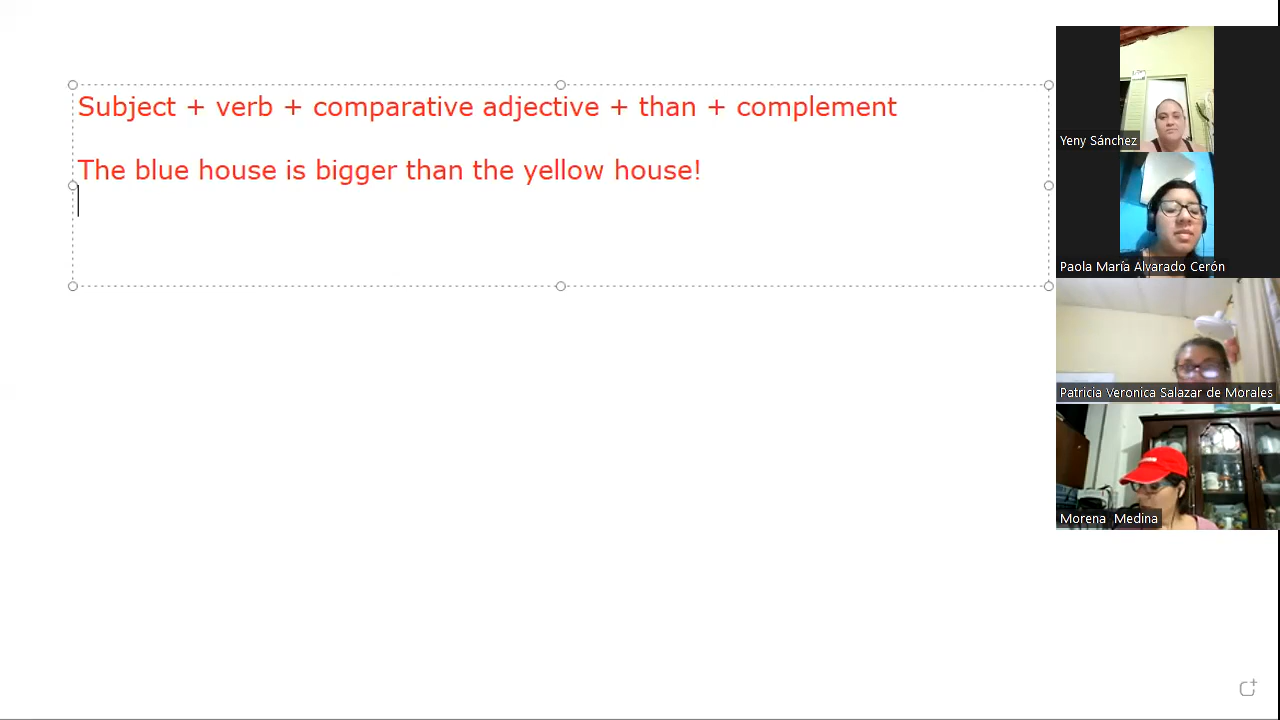 Subject + verb + comparative adjective + than + complement
The blue house is bigger than the yellow house!
Yeny Sánchez
Paola María Alvarado Cerón
Patricia Veronica Salazar de Morales
Morena Medina